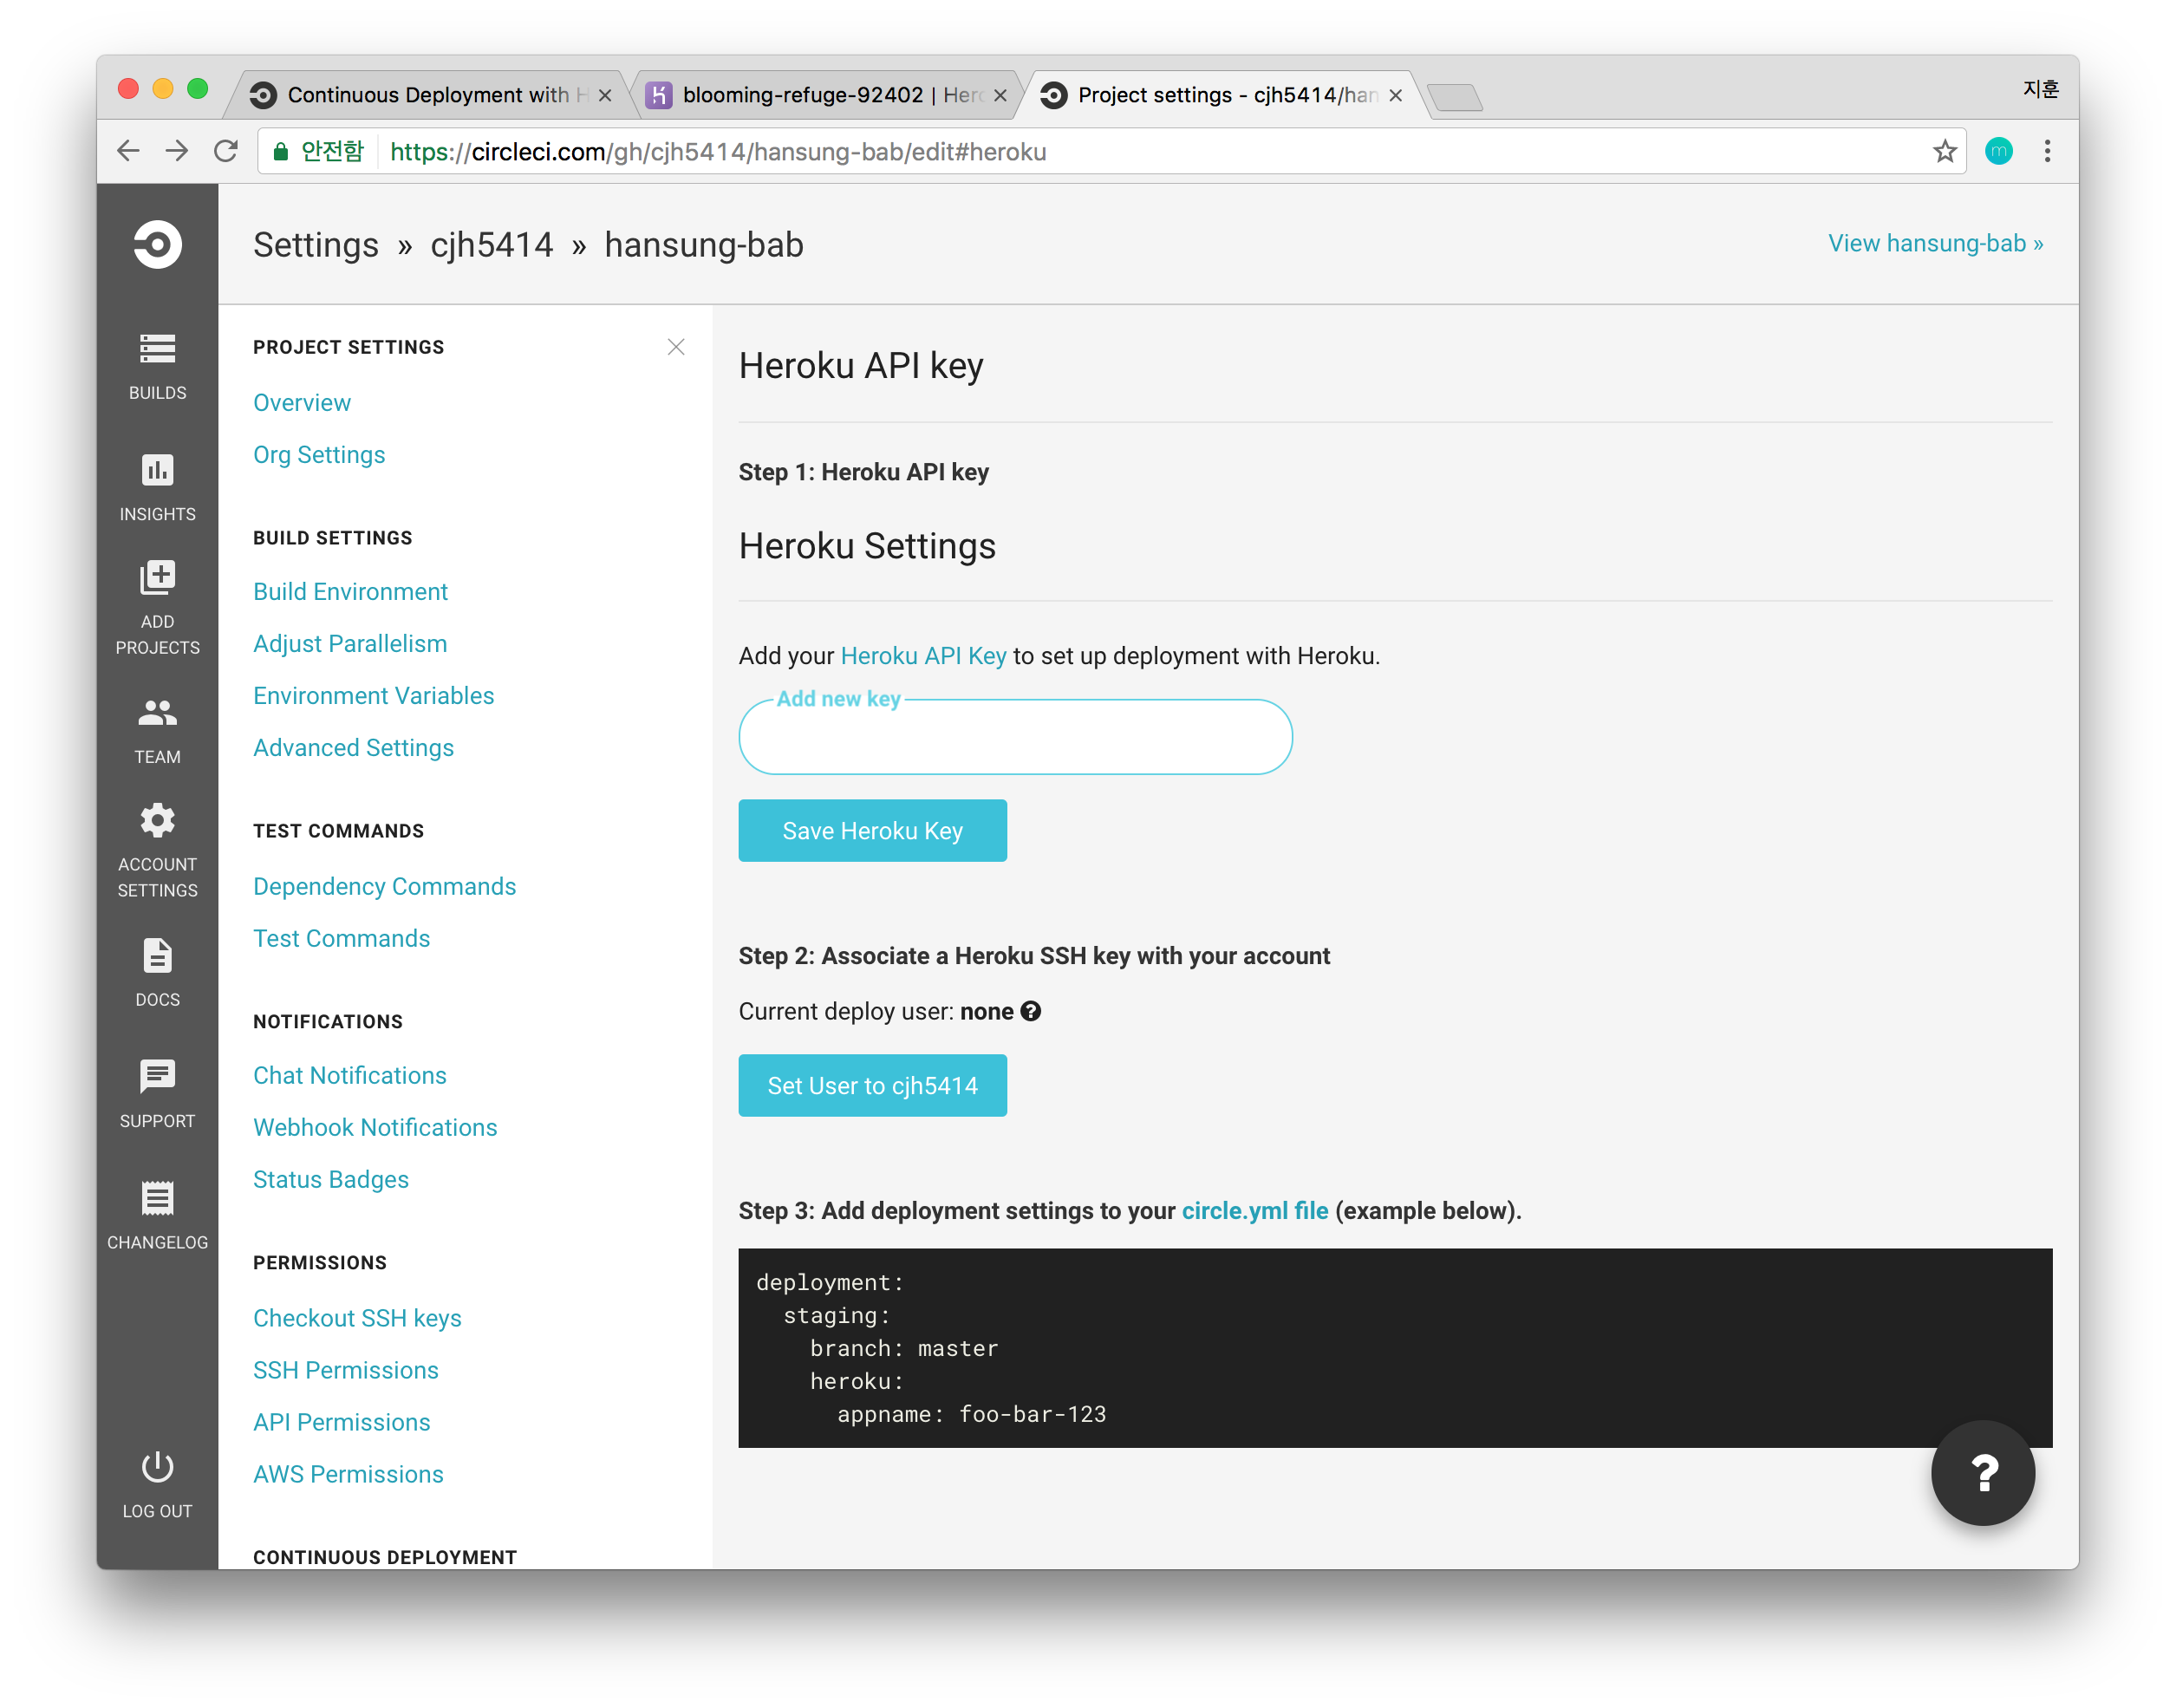 Continuous Deployment with H
blooming-refuge-92402 | Hero
Project settings - cjh5414/han
지훈
안전함
https://circleci.com/gh/cjh5414/hansung-bab/edit#heroku
m
Settings » cjh5414 » hansung-bab
View hansung-bab »
BUILDS
INSIGHTS
ADD
PROJECTS
TEAM
ACCOUNT
SETTINGS
DOCS
SUPPORT
CHANGELOG
LOG OUT
PROJECT SETTINGS
Overview
Org Settings
BUILD SETTINGS
Build Environment
Adjust Parallelism
Environment Variables
Advanced Settings
TEST COMMANDS
Dependency Commands
Test Commands
NOTIFICATIONS
Chat Notifications
Webhook Notifications
Status Badges
PERMISSIONS
Checkout SSH keys
SSH Permissions
API Permissions
AWS Permissions
CONTINUOUS DEPLOYMENT
Heroku API key
Step 1: Heroku API key
Heroku Settings
Add your Heroku API Key to set up deployment with Heroku.
Add new key
Save Heroku Key
Step 2: Associate a Heroku SSH key with your account
Current deploy user: none ?
Set User to cjh5414
Step 3: Add deployment settings to your circle.yml file (example below).
deployment:
  staging:
    branch: master
    heroku:
      appname: foo-bar-123
?